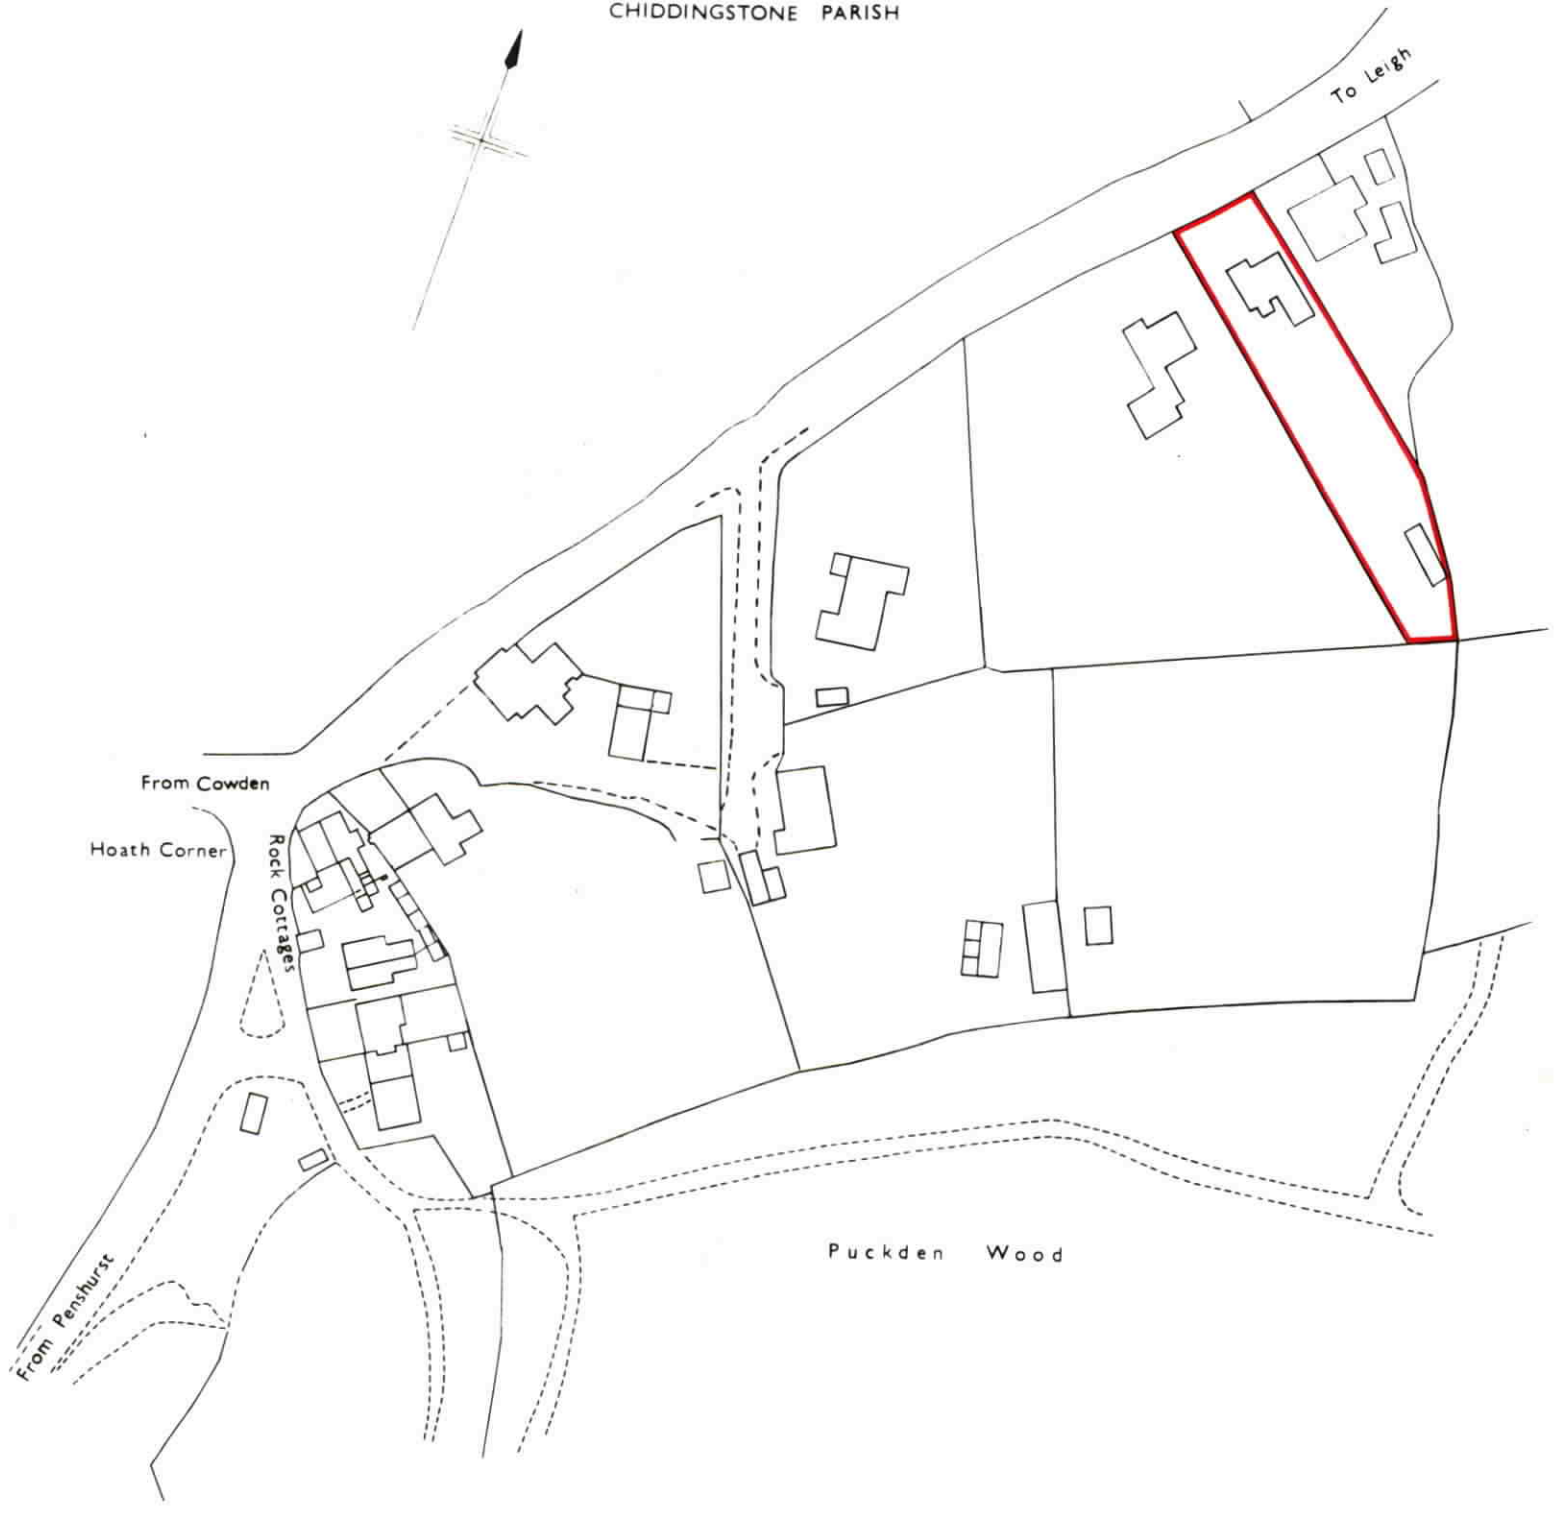 CHIDDINGSTONE PARISH
To Leigh
From Cowden
Hoath Corner
Rock Cottages
Puckden Wood
From Penshurst